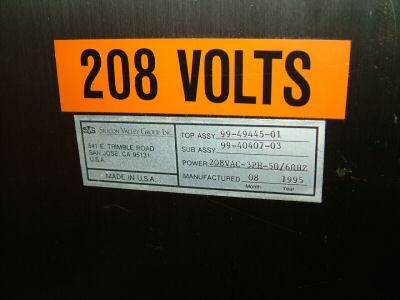 208 VOLTS
SVG SILICON VALLEY GROUP, INC.
541 E. TRIMBLE ROAD
SAN JOSE, CA 95131
U.S.A.
MADE IN U.S.A.
TOP ASSY. 99-49445-01
SUB ASSY. 99-40407-03
POWER 208VAC-3PH-50/60HZ
MANUFACTURED 08 1995
Month Year